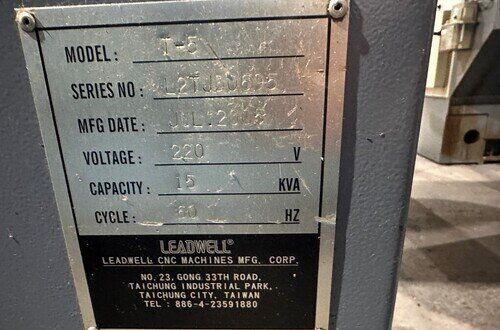 MODEL: T-5
SERIES NO:
MFG DATE:
VOLTAGE: 220 V
CAPACITY: 15 KVA
CYCLE: 60 HZ
LEADWELL®
LEADWELL CNC MACHINES MFG. CORP.
NO. 23, GONG 33TH ROAD,
TAICHUNG INDUSTRIAL PARK,
TAICHUNG CITY, TAIWAN
TEL : 886-4-23591880